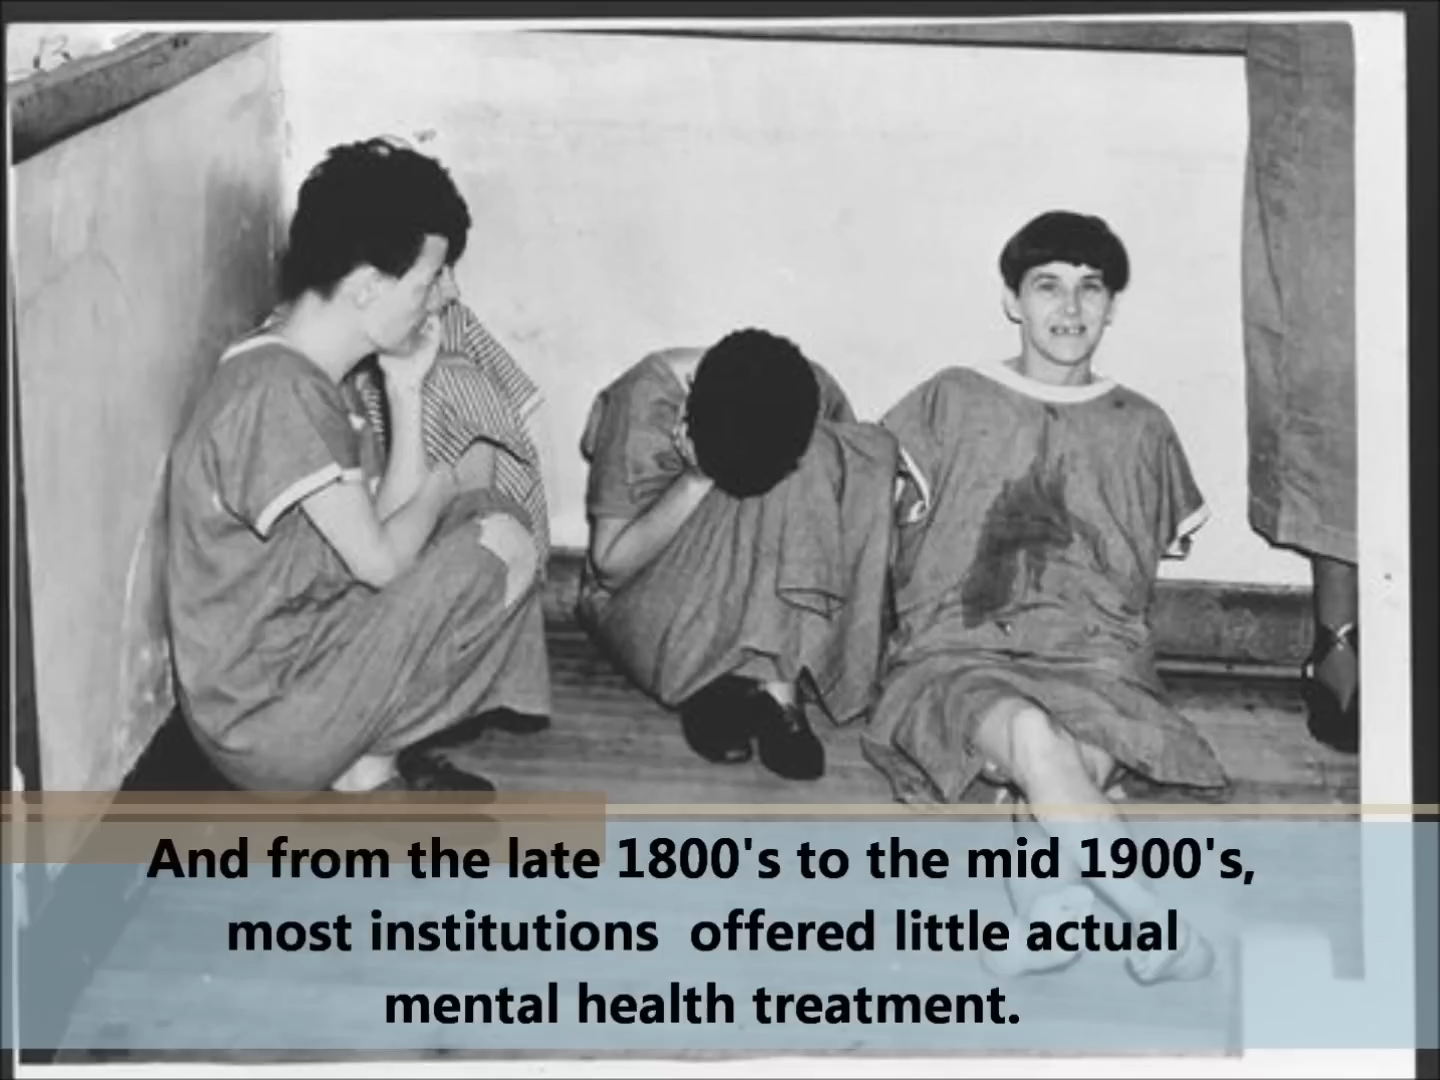 And from the late 1800's to the mid 1900's,
most institutions offered little actual
mental health treatment.